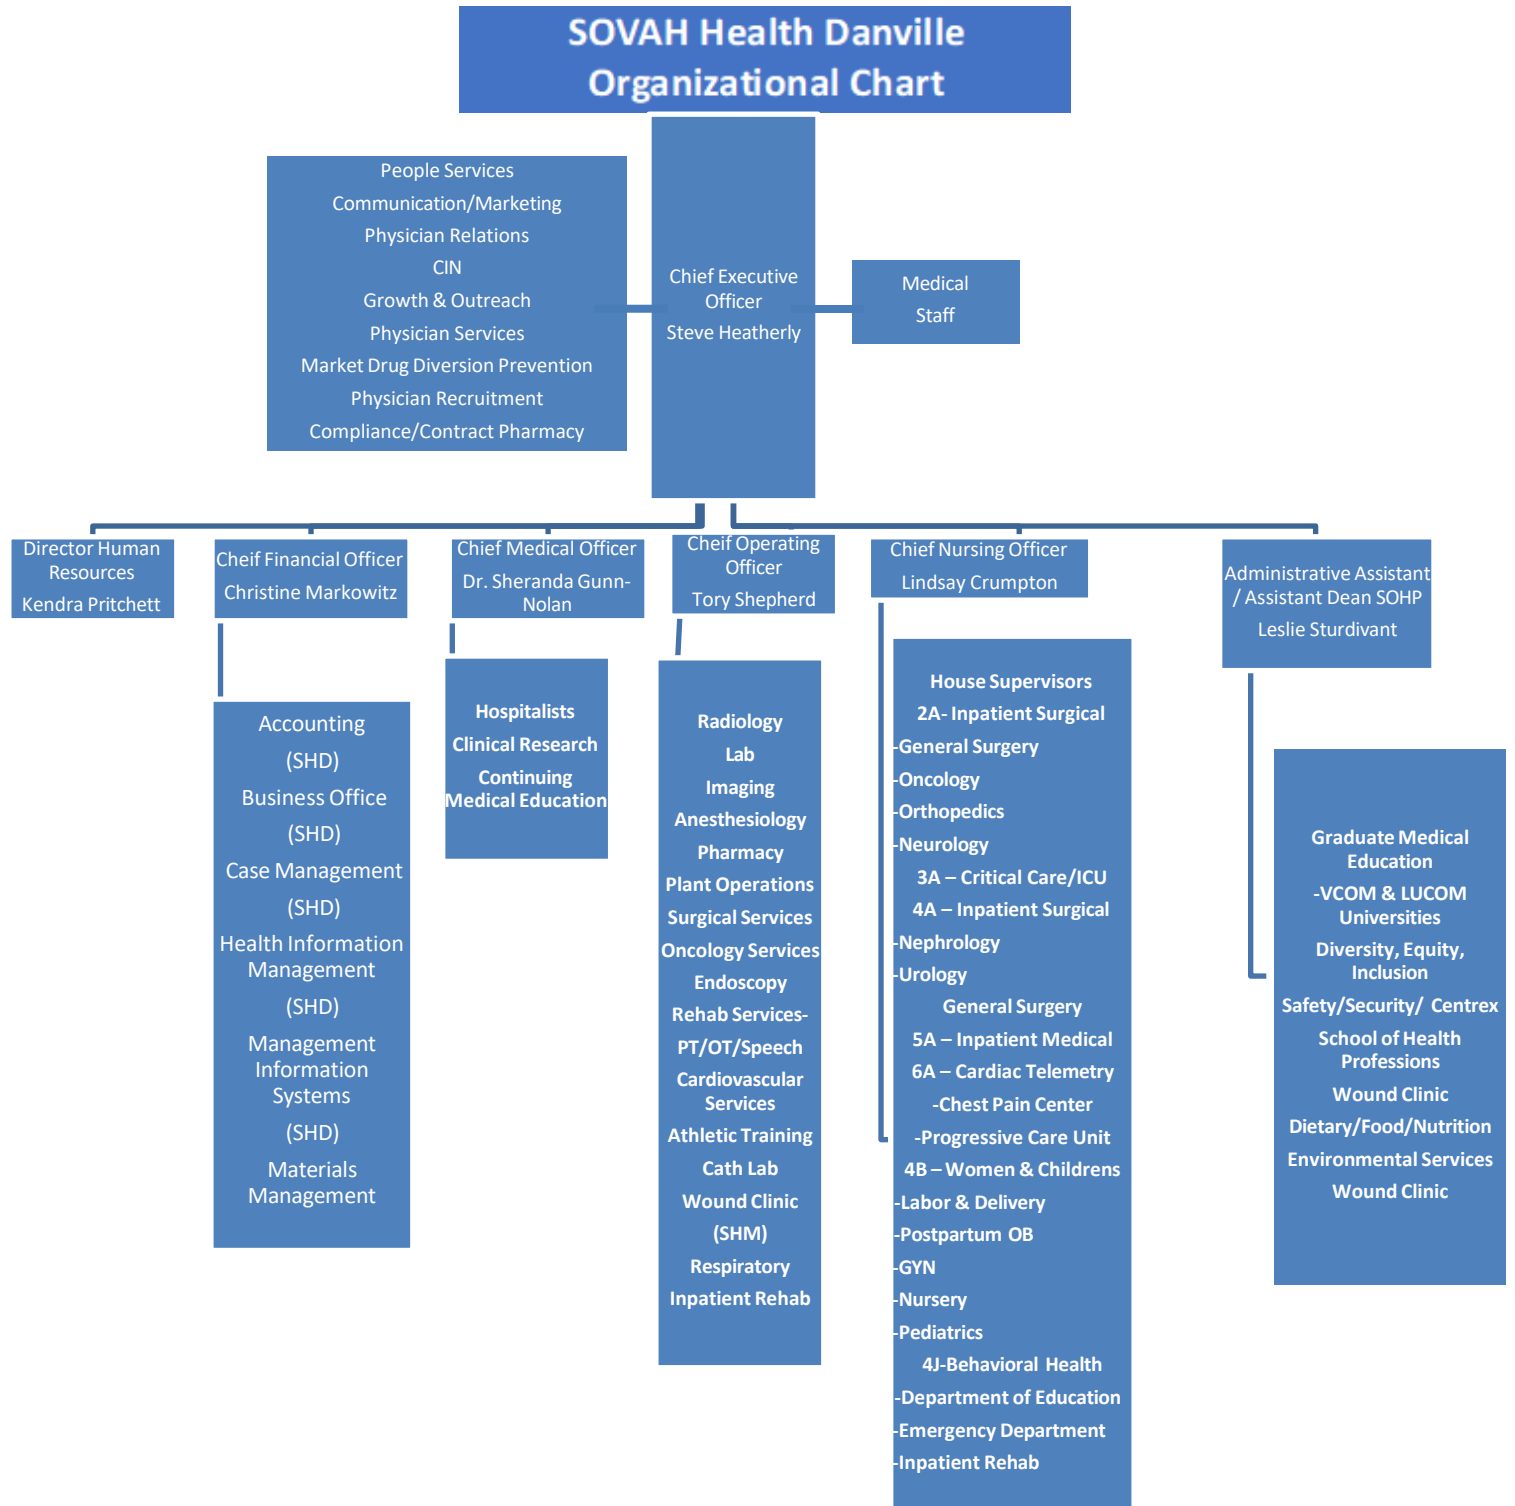 SOVAH Health Danville
Organizational Chart
People Services
Communication/Marketing
Physician Relations
CIN
Growth & Outreach
Physician Services
Market Drug Diversion Prevention
Physician Recruitment
Compliance/Contract Pharmacy
Chief Executive
Officer
Steve Heatherly
Medical
Staff
Director Human
Resources
Kendra Pritchett
Cheif Financial Officer
Christine Markowitz
Chief Medical Officer
Dr. Sheranda Gunn-
Nolan
Cheif Operating
Officer
Tory Shepherd
Chief Nursing Officer
Lindsay Crumpton
Administrative Assistant
/ Assistant Dean SOHP
Leslie Sturdivant
Accounting
(SHD)
Business Office
(SHD)
Case Management
(SHD)
Health Information
Management
(SHD)
Management
Information
Systems
(SHD)
Materials
Management
Hospitalists
Clinical Research
Continuing
Medical Education
Radiology
Lab
Imaging
Anesthesiology
Pharmacy
Plant Operations
Surgical Services
Oncology Services
Endoscopy
Rehab Services-
PT/OT/Speech
Cardiovascular
Services
Athletic Training
Cath Lab
Wound Clinic
(SHM)
Respiratory
Inpatient Rehab
House Supervisors
2A- Inpatient Surgical
-General Surgery
-Oncology
-Orthopedics
-Neurology
3A – Critical Care/ICU
4A – Inpatient Surgical
-Nephrology
-Urology
General Surgery
5A – Inpatient Medical
6A – Cardiac Telemetry
-Chest Pain Center
-Progressive Care Unit
4B – Women & Childrens
-Labor & Delivery
-Postpartum OB
-GYN
-Nursery
-Pediatrics
4J-Behavioral Health
-Department of Education
-Emergency Department
-Inpatient Rehab
Graduate Medical
Education
-VCOM & LUCOM
Universities
Diversity, Equity,
Inclusion
Safety/Security/ Centrex
School of Health
Professions
Wound Clinic
Dietary/Food/Nutrition
Environmental Services
Wound Clinic